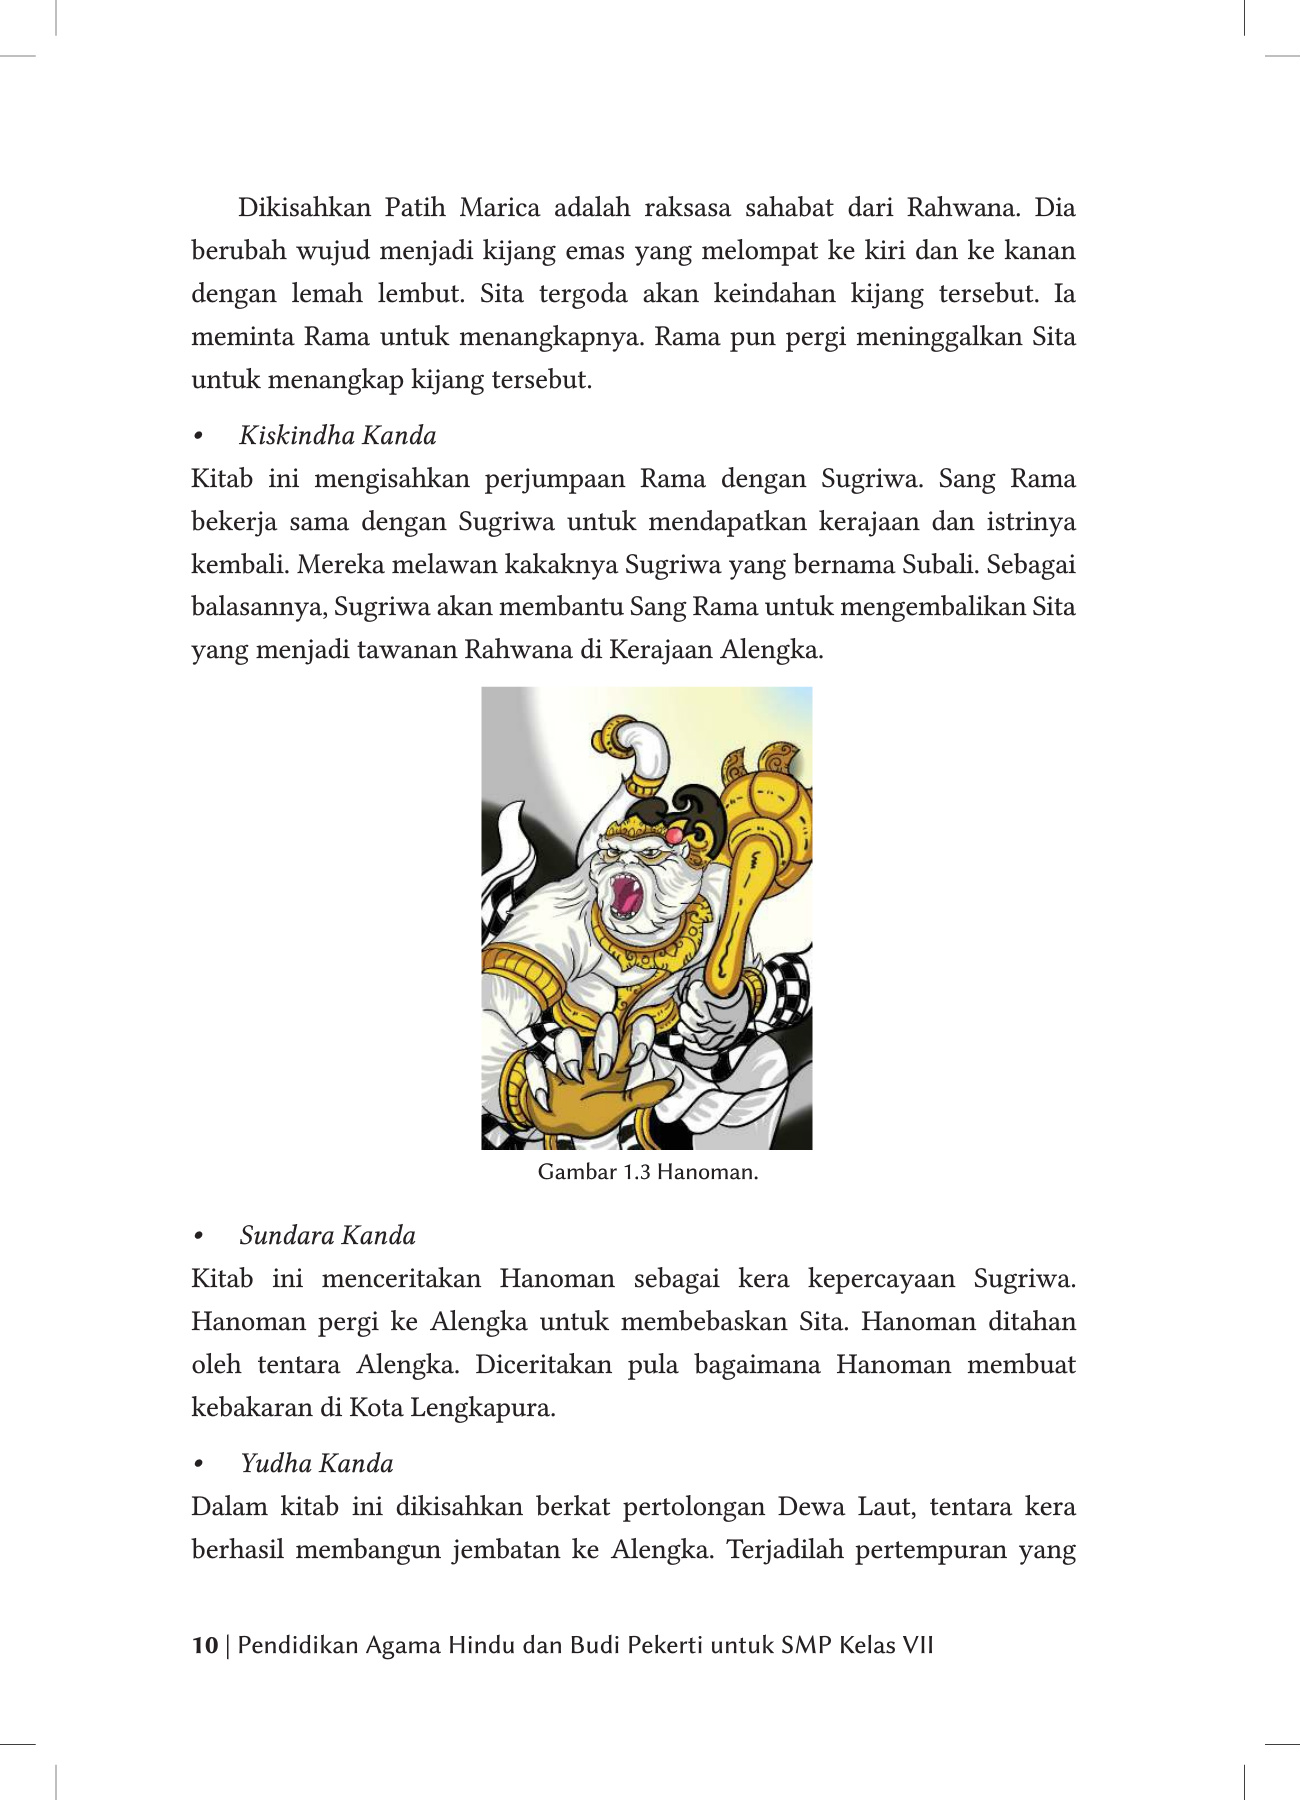 Dikisahkan Patih Marica adalah raksasa sahabat dari Rahwana. Dia
berubah wujud menjadi kijang emas yang melompat ke kiri dan ke kanan
dengan lemah lembut. Sita tergoda akan keindahan kijang tersebut. Ia
meminta Rama untuk menangkapnya. Rama pun pergi meninggalkan Sita
untuk menangkap kijang tersebut.
• Kiskindha Kanda
Kitab ini mengisahkan perjumpaan Rama dengan Sugriwa. Sang Rama
bekerja sama dengan Sugriwa untuk mendapatkan kerajaan dan istrinya
kembali. Mereka melawan kakaknya Sugriwa yang bernama Subali. Sebagai
balasannya, Sugriwa akan membantu Sang Rama untuk mengembalikan Sita
yang menjadi tawanan Rahwana di Kerajaan Alengka.
Gambar 1.3 Hanoman.
• Sundara Kanda
Kitab ini menceritakan Hanoman sebagai kera kepercayaan Sugriwa.
Hanoman pergi ke Alengka untuk membebaskan Sita. Hanoman ditahan
oleh tentara Alengka. Diceritakan pula bagaimana Hanoman membuat
kebakaran di Kota Lengkapura.
• Yudha Kanda
Dalam kitab ini dikisahkan berkat pertolongan Dewa Laut, tentara kera
berhasil membangun jembatan ke Alengka. Terjadilah pertempuran yang
10 | Pendidikan Agama Hindu dan Budi Pekerti untuk SMP Kelas VII